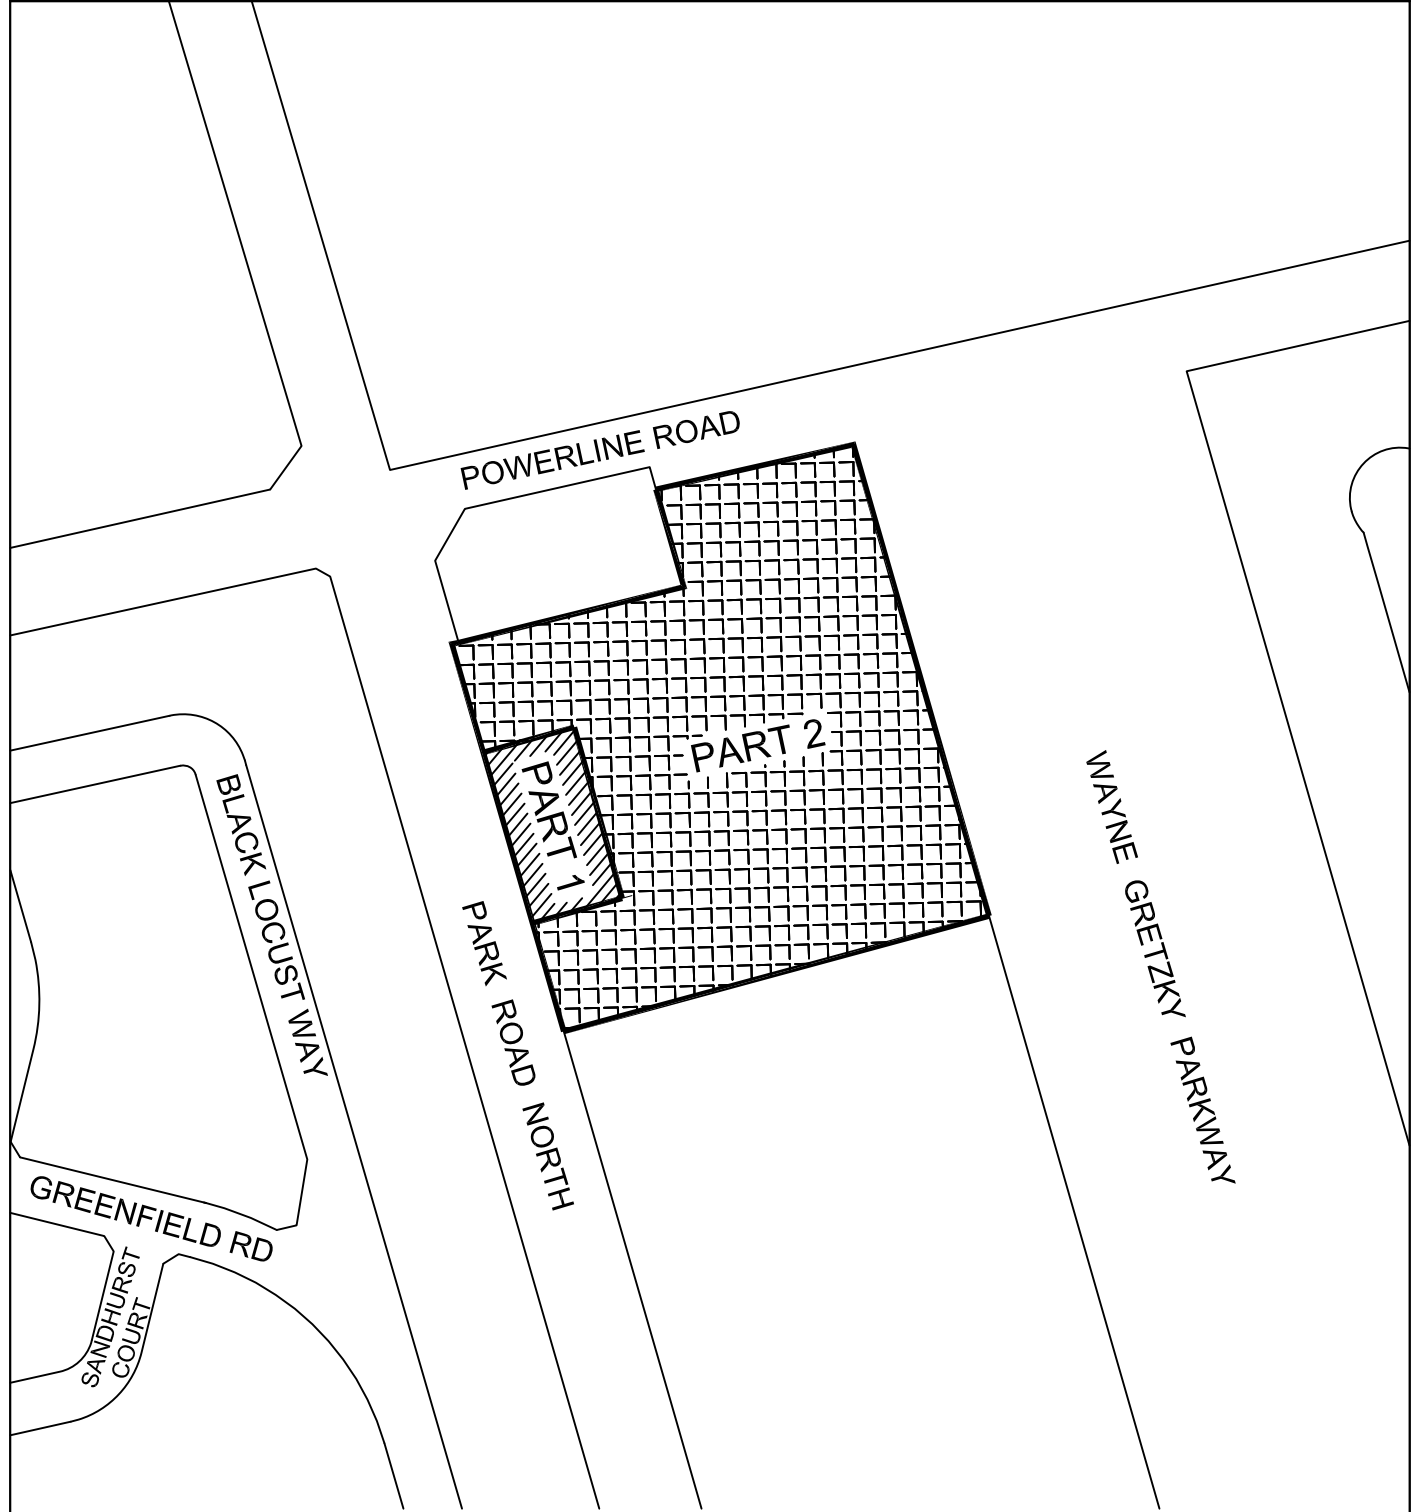 POWERLINE ROAD
PART 2
PART 1
BLACK LOCUST WAY
PARK ROAD NORTH
WAYNE GRETZKY PARKWAY
GREENFIELD RD
SANDHURST
COURT